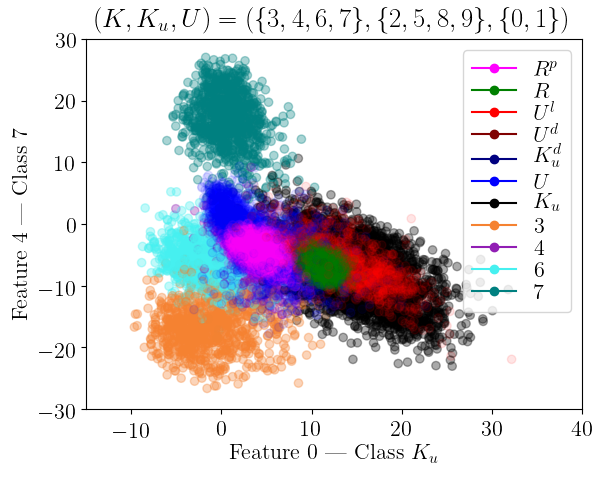 (K, K_u, U) = ({3, 4, 6, 7}, {2, 5, 8, 9}, {0, 1})
30
20
10
0
−10
−20
−30
Feature 4 — Class 7
R^p
R
U^l
U^d
K_u^d
U
K_u
3
4
6
7
−10
0
10
20
30
40
Feature 0 — Class K_u